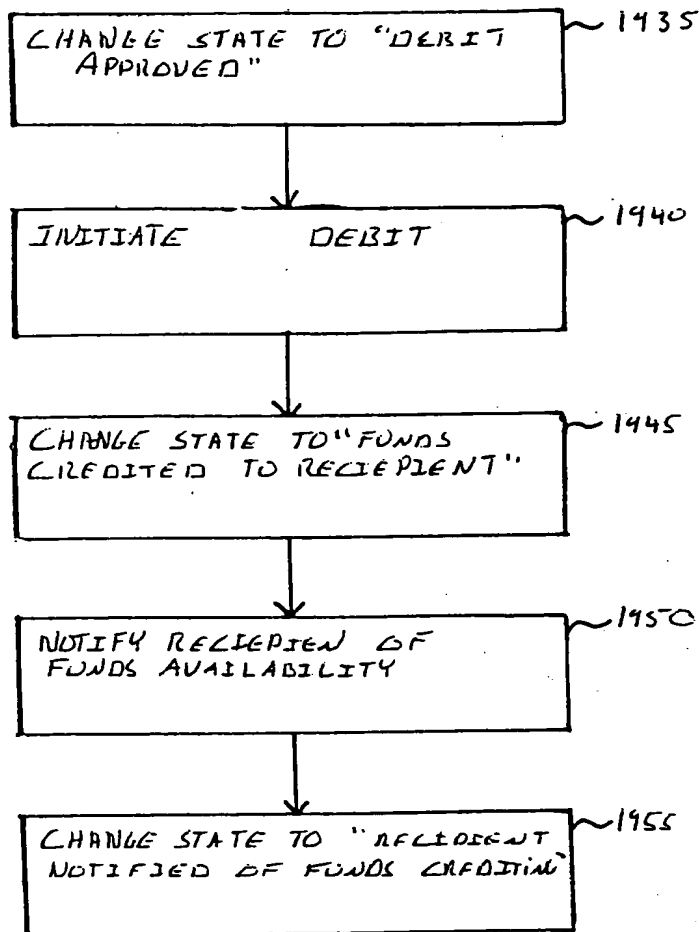 CHANGE STATE TO "DEBIT
APPROVED"
1935
INITIATE DEBIT
1940
CHANGE STATE TO "FUNDS
CREDITED TO RECIEPIENT"
1945
NOTIFY RECIEPIEN OF
FUNDS AVAILABILITY
1950
CHANGE STATE TO "RECIPIENT
NOTIFIED OF FUNDS CREDITING"
1955